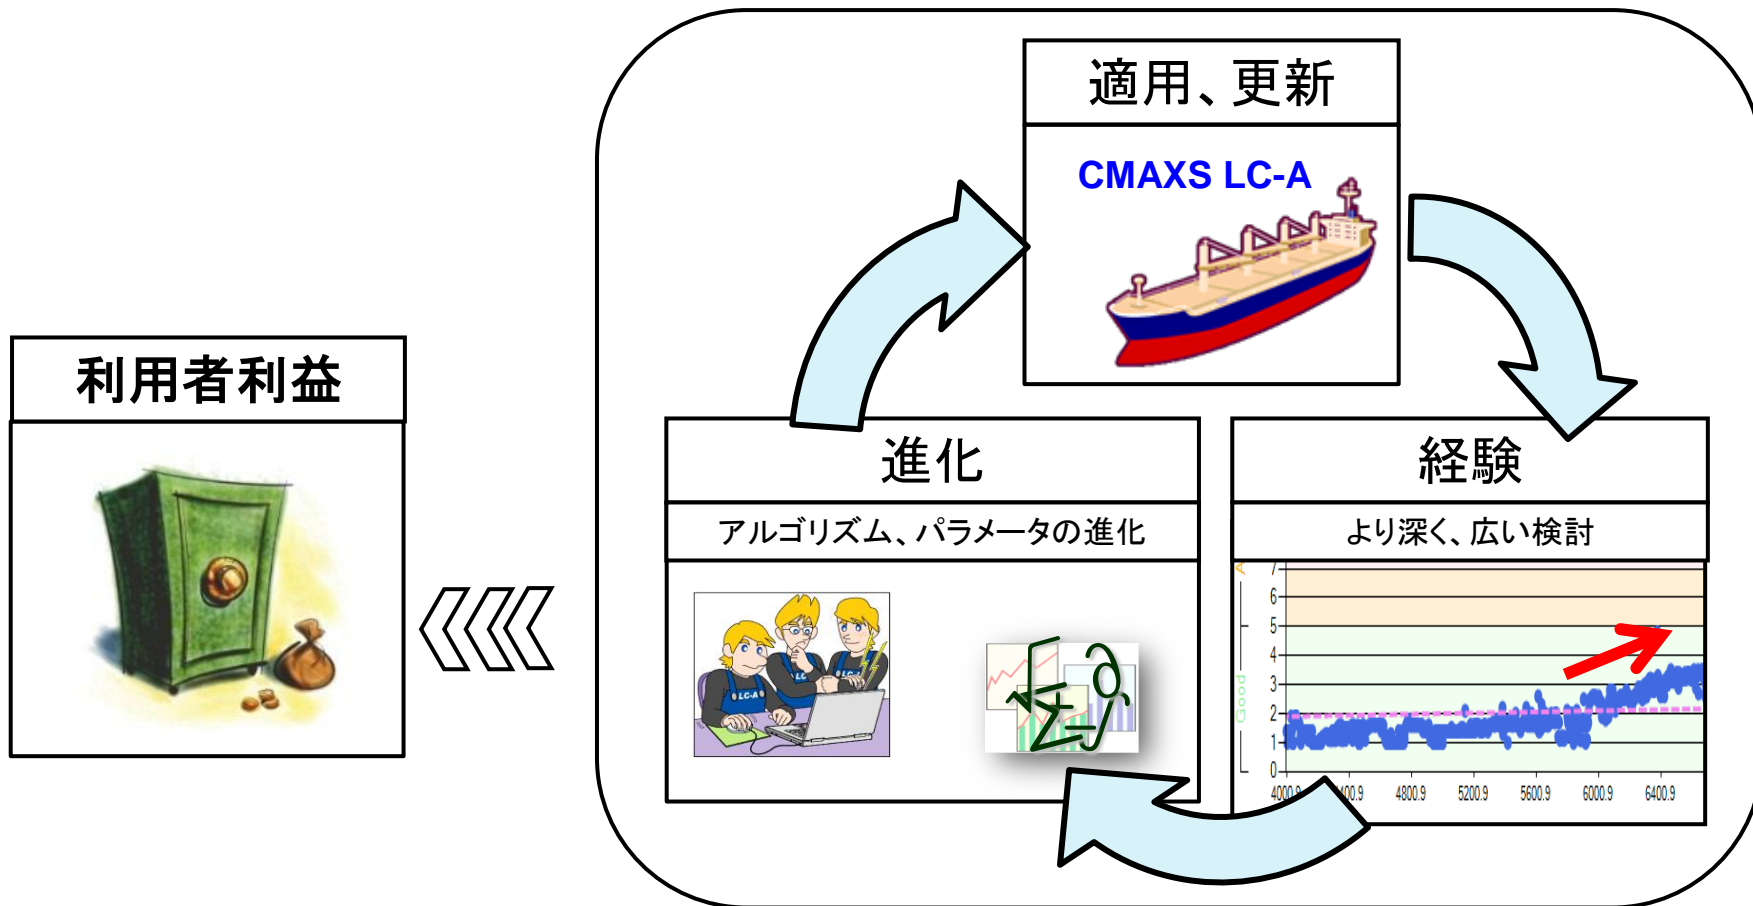 適用、更新
CMAXS LC-A
利用者利益
進化
アルゴリズム、パラメータの進化
LC-A
経験
より深く、広い検討
Good
7
6
5
4
3
2
1
0
4800.9
5200.9
5600.9
6000.9
6400.9